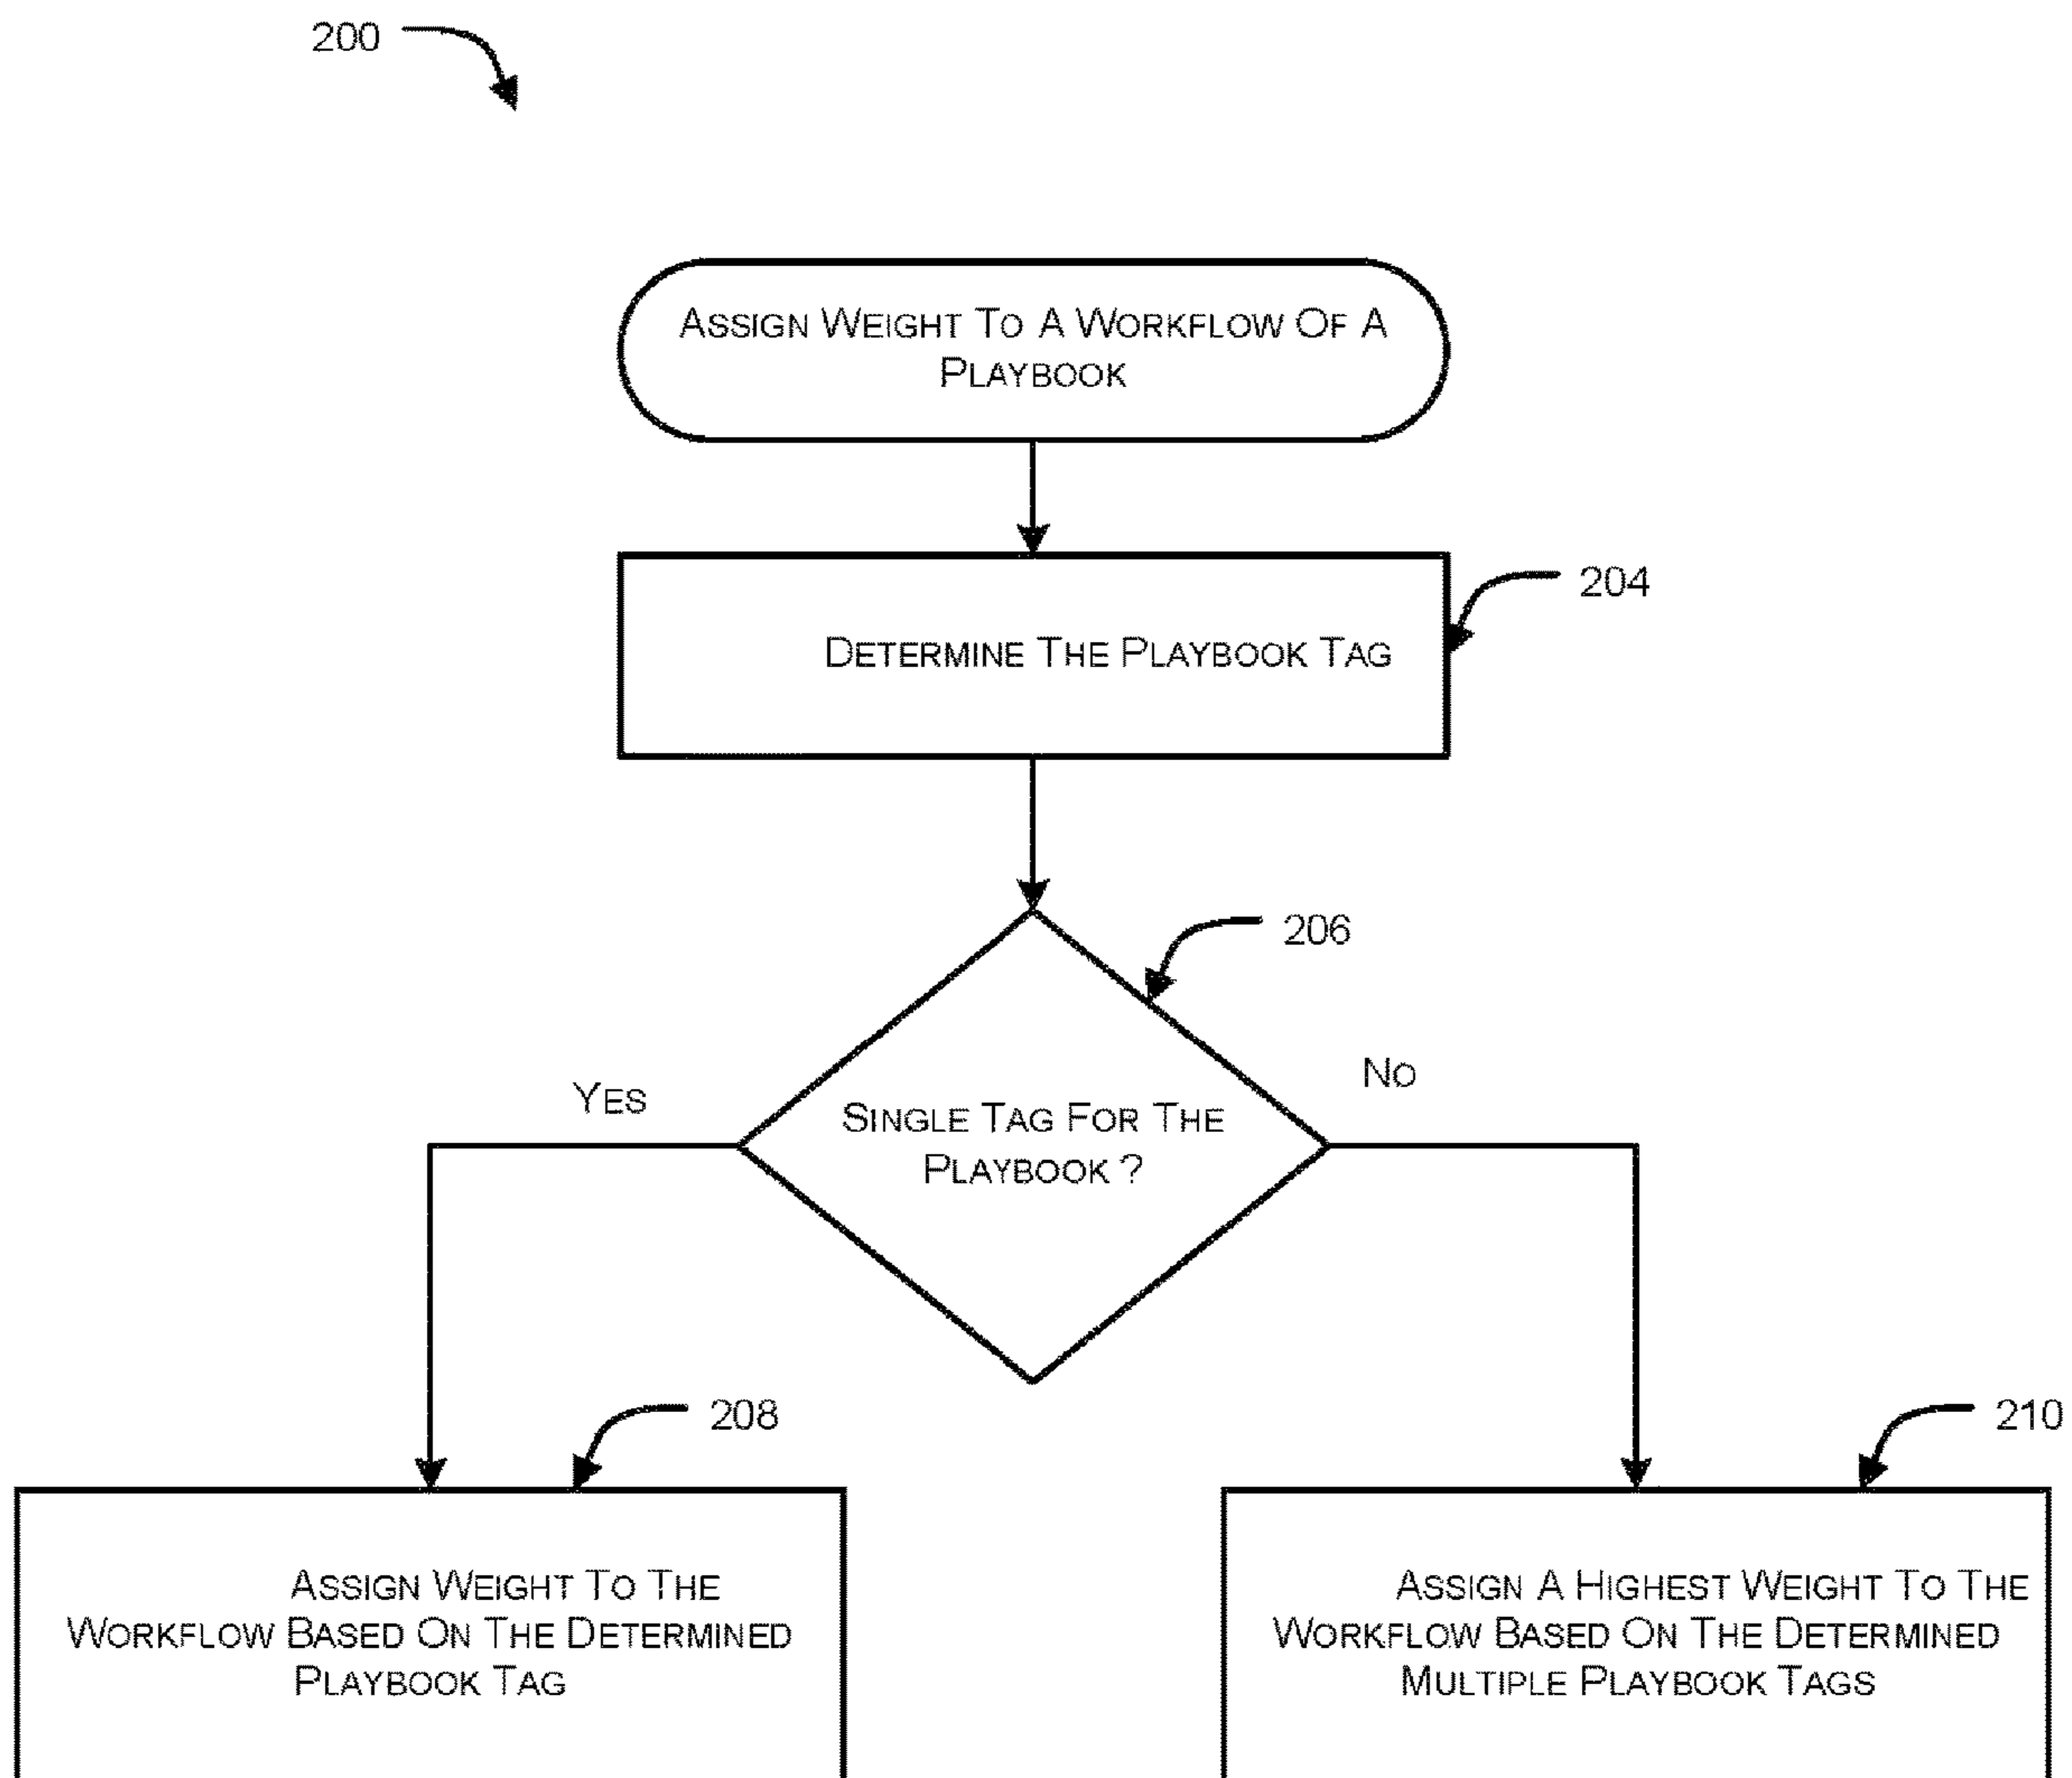 200
ASSIGN WEIGHT TO A WORKFLOW OF A
PLAYBOOK
204
DETERMINE THE PLAYBOOK TAG
206
NO
YES
SINGLE TAG FOR THE
PLAYBOOK ?
208
210
ASSIGN WEIGHT TO THE
WORKFLOW BASED ON THE DETERMINED
PLAYBOOK TAG
ASSIGN A HIGHEST WEIGHT TO THE
WORKFLOW BASED ON THE DETERMINED
MULTIPLE PLAYBOOK TAGS